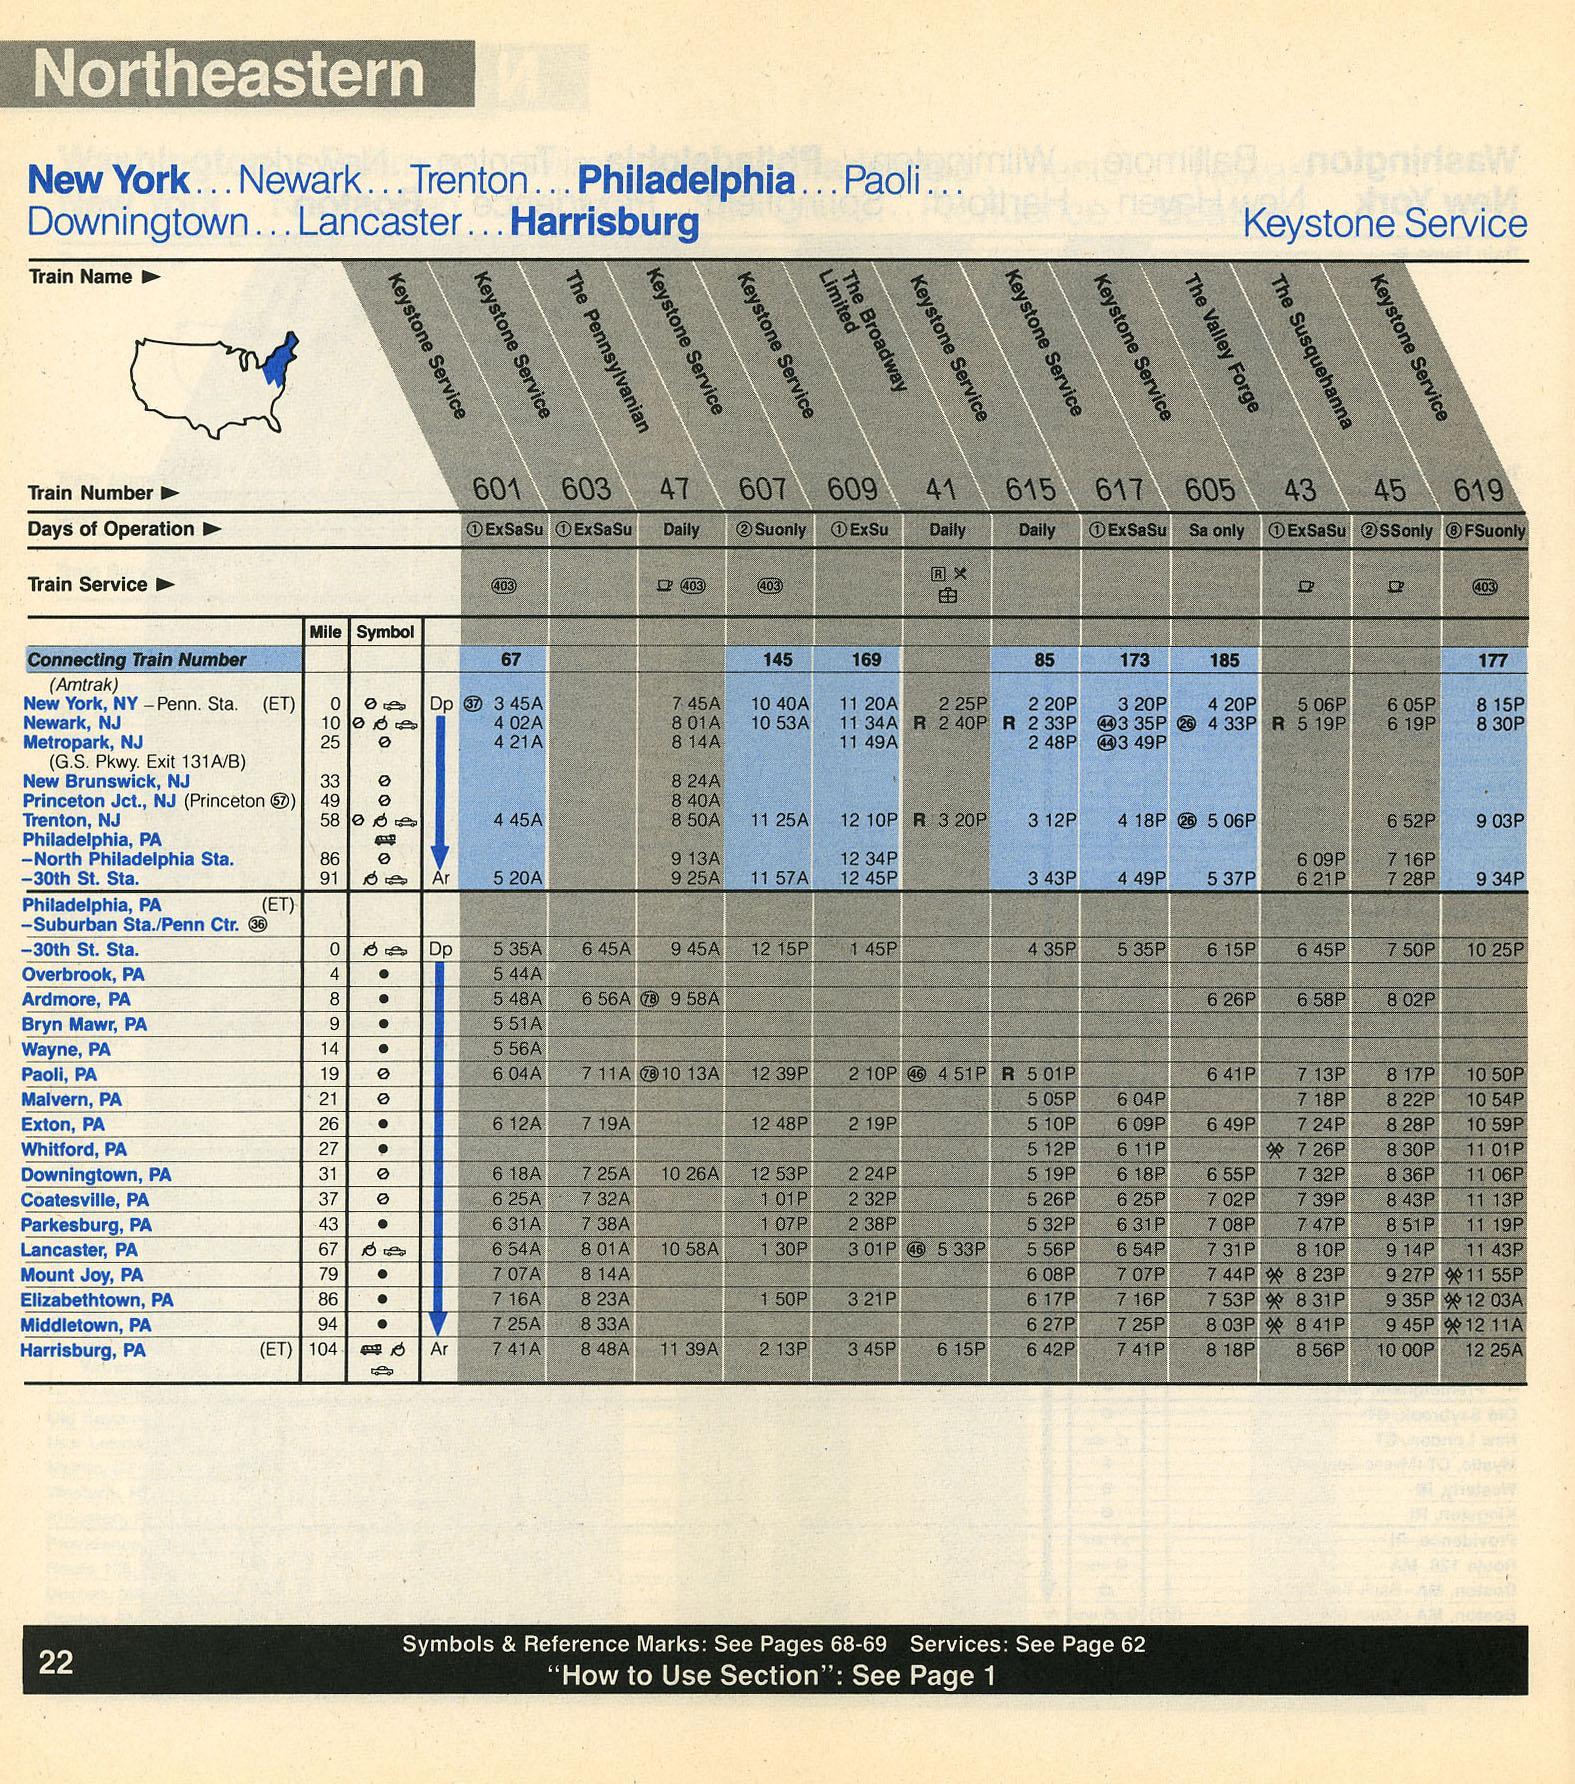 Northeastern
New York...Newark...Trenton...Philadelphia...Paoli...
Downingtown...Lancaster...Harrisburg Keystone Service
Train Name ►
Keystone Service Keystone Service The Pennsylvanian Keystone Service Keystone Service The Broadway Limited Keystone Service Keystone Service Keystone Service The Valley Forge The Susquehanna Keystone Service
Train Number ► 601 603 47 607 609 41 615 617 605 43 45 619
Days of Operation ► ①ExSaSu ①ExSaSu Daily ②Suonly ①ExSu Daily Daily ①ExSaSu Sa only ①ExSaSu ②SSonly ⑧FSuonly
Train Service ► 403 403 403 R 403
Mile Symbol
Connecting Train Number 67 145 169 85 173 185 177
(Amtrak)
New York, NY –Penn. Sta. (ET) 0 Dp ㊲ 3 45A 7 45A 10 40A 11 20A 2 25P 2 20P 3 20P 4 20P 5 06P 6 05P 8 15P
Newark, NJ 10 4 02A 8 01A 10 53A 11 34A R 2 40P R 2 33P ㊹3 35P ㉖ 4 33P R 5 19P 6 19P 8 30P
Metropark, NJ 25 4 21A 8 14A 11 49A 2 48P ㊹3 49P
(G.S. Pkwy. Exit 131A/B)
New Brunswick, NJ 33 8 24A
Princeton Jct., NJ (Princeton 57) 49 8 40A
Trenton, NJ 58 4 45A 8 50A 11 25A 12 10P R 3 20P 3 12P 4 18P ㉖ 5 06P 6 52P 9 03P
Philadelphia, PA
–North Philadelphia Sta. 86 9 13A 12 34P 6 09P 7 16P
–30th St. Sta. 91 Ar 5 20A 9 25A 11 57A 12 45P 3 43P 4 49P 5 37P 6 21P 7 28P 9 34P
Philadelphia, PA (ET)
–Suburban Sta./Penn Ctr. ㊱
–30th St. Sta. 0 Dp 5 35A 6 45A 9 45A 12 15P 1 45P 4 35P 5 35P 6 15P 6 45P 7 50P 10 25P
Overbrook, PA 4 5 44A
Ardmore, PA 8 5 48A 6 56A 78 9 58A 6 26P 6 58P 8 02P
Bryn Mawr, PA 9 5 51A
Wayne, PA 14 5 56A
Paoli, PA 19 6 04A 7 11A 78 10 13A 12 39P 2 10P ㊻ 4 51P R 5 01P 6 41P 7 13P 8 17P 10 50P
Malvern, PA 21 5 05P 6 04P 7 18P 8 22P 10 54P
Exton, PA 26 6 12A 7 19A 12 48P 2 19P 5 10P 6 09P 6 49P 7 24P 8 28P 10 59P
Whitford, PA 27 5 12P 6 11P 7 26P 8 30P 11 01P
Downingtown, PA 31 6 18A 7 25A 10 26A 12 53P 2 24P 5 19P 6 18P 6 55P 7 32P 8 36P 11 06P
Coatesville, PA 37 6 25A 7 32A 1 01P 2 32P 5 26P 6 25P 7 02P 7 39P 8 43P 11 13P
Parkesburg, PA 43 6 31A 7 38A 1 07P 2 38P 5 32P 6 31P 7 08P 7 47P 8 51P 11 19P
Lancaster, PA 67 6 54A 8 01A 10 58A 1 30P 3 01P ㊻ 5 33P 5 56P 6 54P 7 31P 8 10P 9 14P 11 43P
Mount Joy, PA 79 7 07A 8 14A 6 08P 7 07P 7 44P 8 23P 9 27P 11 55P
Elizabethtown, PA 86 7 16A 8 23A 1 50P 3 21P 6 17P 7 16P 7 53P 8 31P 9 35P 12 03A
Middletown, PA 94 7 25A 8 33A 6 27P 7 25P 8 03P 8 41P 9 45P 12 11A
Harrisburg, PA (ET) 104 Ar 7 41A 8 48A 11 39A 2 13P 3 45P 6 15P 6 42P 7 41P 8 18P 8 56P 10 00P 12 25A
Symbols & Reference Marks: See Pages 68-69 Services: See Page 62
22
“How to Use Section”: See Page 1